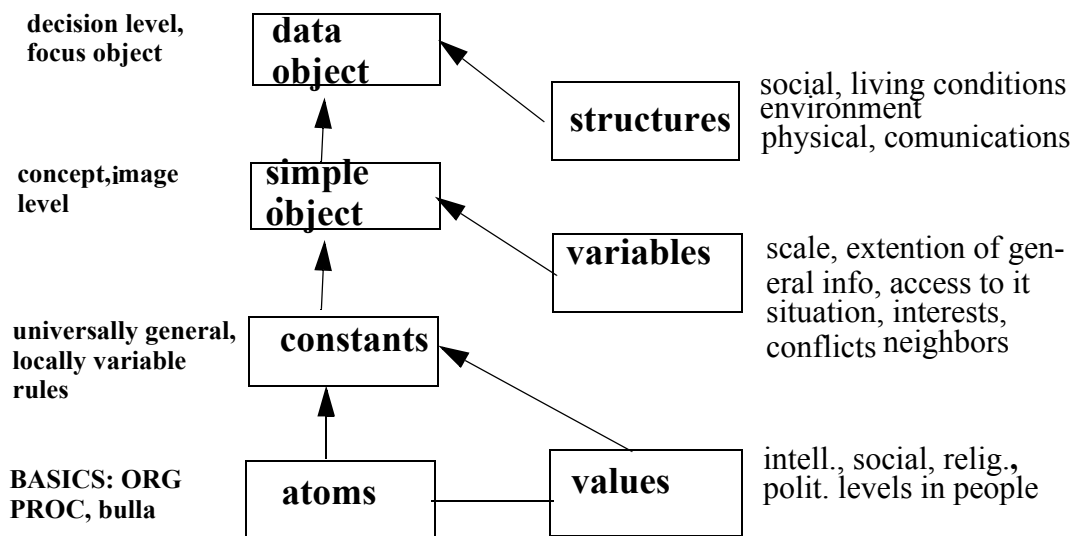 decision level,
focus object
data
object
structures
social, living conditions
environment
physical, comunications
concept,image
level
simple
object
variables
scale, extention of gen-
eral info, access to it
situation, interests,
conflicts neighbors
universally general,
locally variable
rules
constants
BASICS: ORG
PROC, bulla
atoms
values
intell., social, relig.,
polit. levels in people